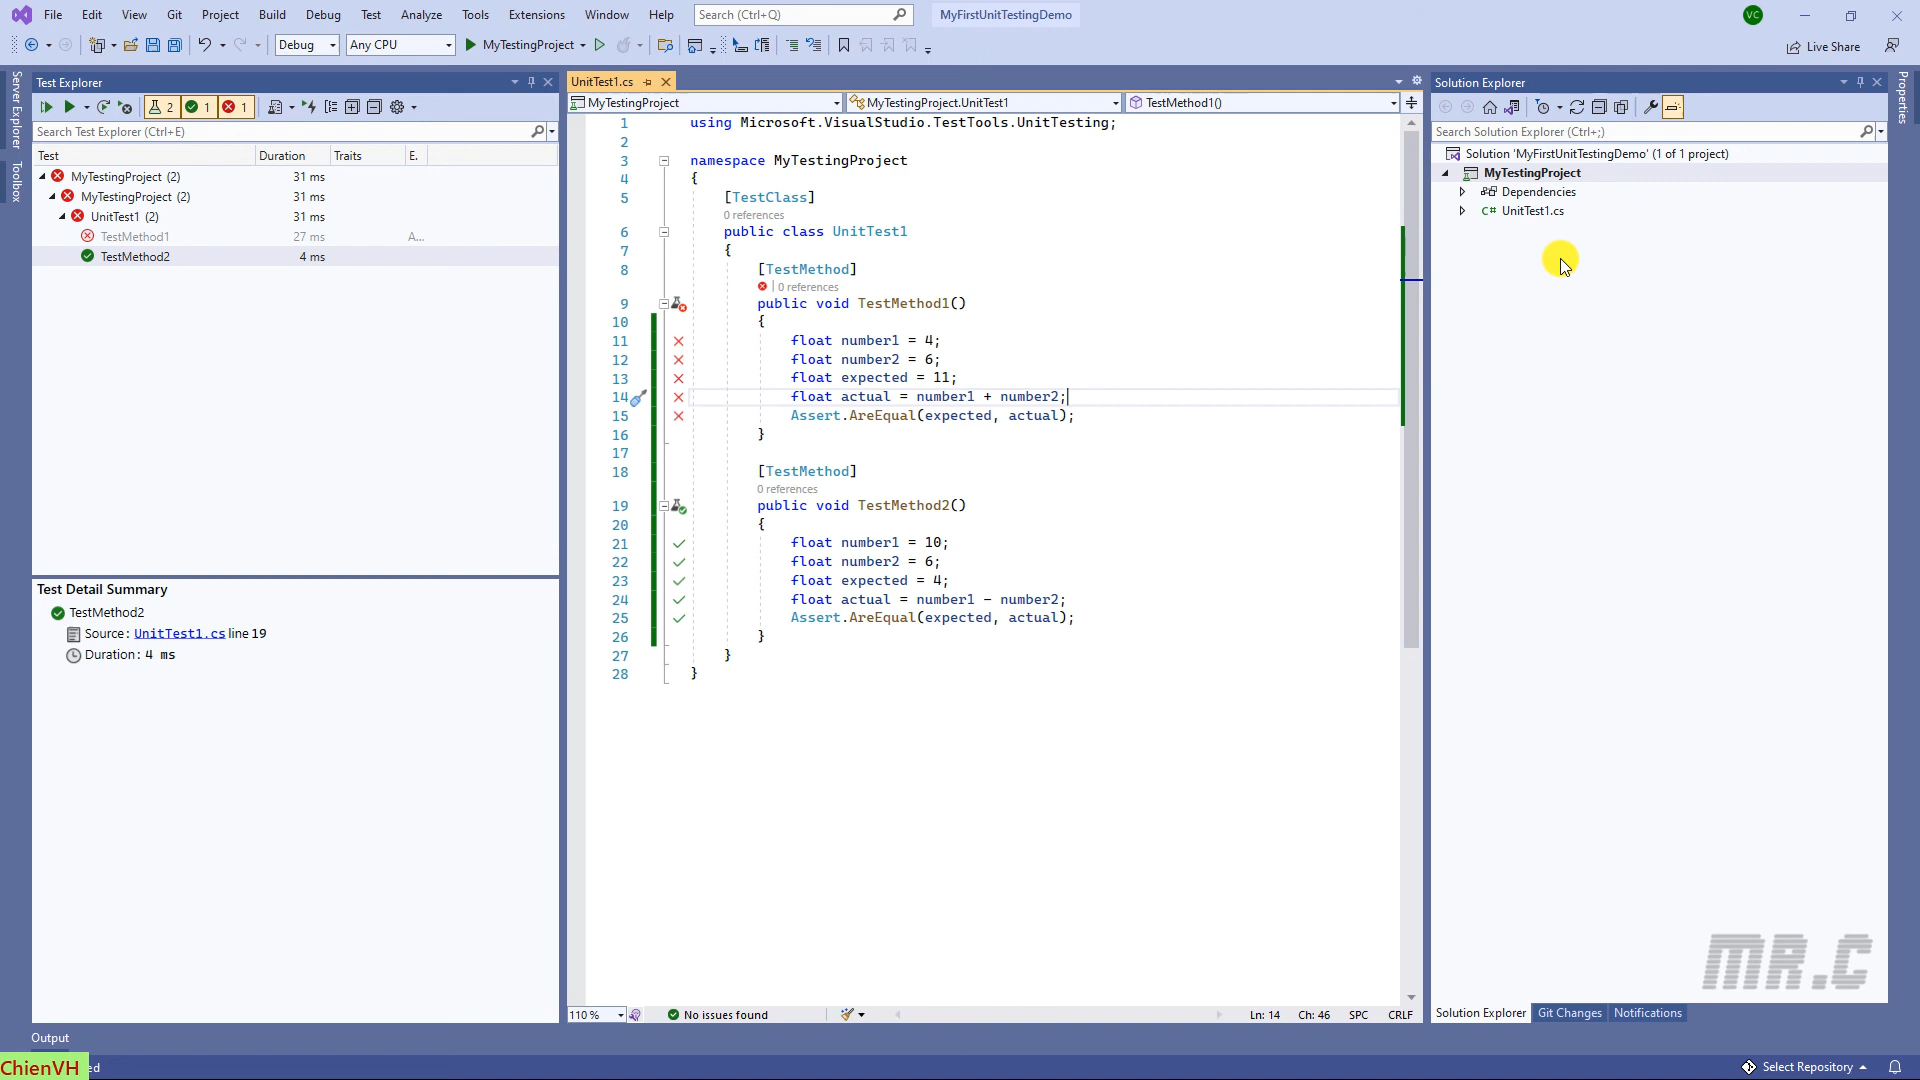 File Edit View Git Project Build Debug Test Analyze Tools Extensions Window Help Search (Ctrl+Q) MyFirstUnitTestingDemo VC
Debug Any CPU MyTestingProject Live Share
Server Explorer
Toolbox
Test Explorer
2 1 1
Search Test Explorer (Ctrl+E)
Test Duration Traits E.
MyTestingProject (2) 31 ms
MyTestingProject (2) 31 ms
UnitTest1 (2) 31 ms
TestMethod1 27 ms A...
TestMethod2 4 ms
Test Detail Summary
TestMethod2
Source: UnitTest1.cs line 19
Duration: 4 ms
UnitTest1.cs
MyTestingProject MyTestingProject.UnitTest1 TestMethod1()
1 using Microsoft.VisualStudio.TestTools.UnitTesting;
2
3 namespace MyTestingProject
4 {
5 [TestClass]
0 references
6 public class UnitTest1
7 {
8 [TestMethod]
| 0 references
9 public void TestMethod1()
10 {
11 float number1 = 4;
12 float number2 = 6;
13 float expected = 11;
14 float actual = number1 + number2;
15 Assert.AreEqual(expected, actual);
16 }
17
18 [TestMethod]
0 references
19 public void TestMethod2()
20 {
21 float number1 = 10;
22 float number2 = 6;
23 float expected = 4;
24 float actual = number1 - number2;
25 Assert.AreEqual(expected, actual);
26 }
27 }
28 }
110 % No issues found Ln: 14 Ch: 46 SPC CRLF
Solution Explorer
Search Solution Explorer (Ctrl+;)
Solution 'MyFirstUnitTestingDemo' (1 of 1 project)
MyTestingProject
Dependencies
C# UnitTest1.cs
MR.C
Solution Explorer Git Changes Notifications
Properties
Output
ChienVH ed
Select Repository